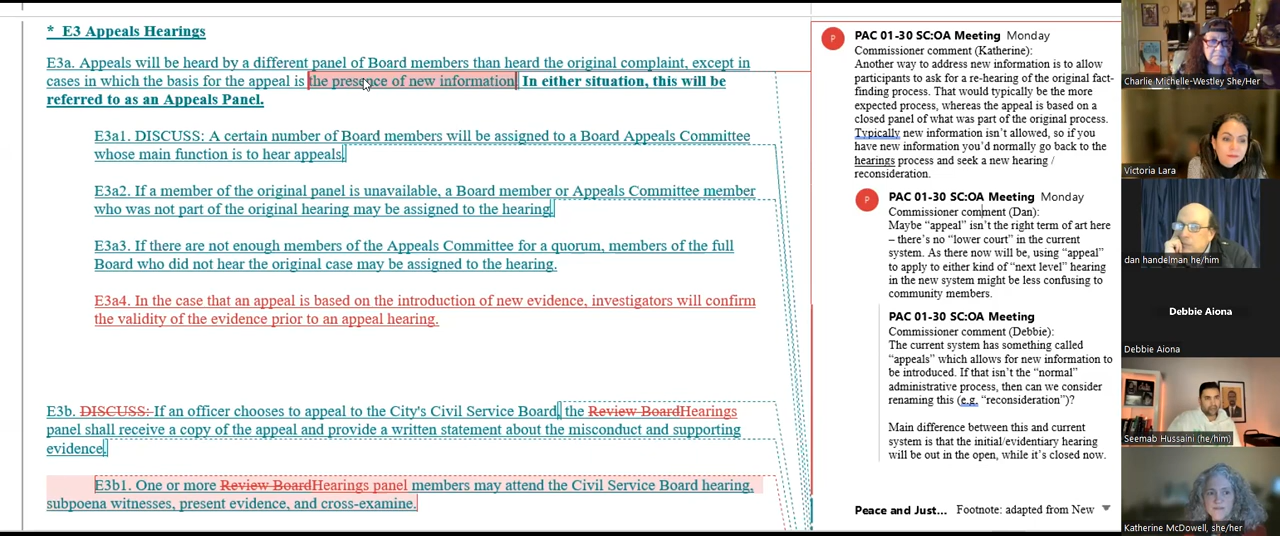 * E3 Appeals Hearings
E3a. Appeals will be heard by a different panel of Board members than heard the original complaint, except in
cases in which the basis for the appeal is the presence of new information. In either situation, this will be
referred to as an Appeals Panel.
E3a1. DISCUSS: A certain number of Board members will be assigned to a Board Appeals Committee
whose main function is to hear appeals.
E3a2. If a member of the original panel is unavailable, a Board member or Appeals Committee member
who was not part of the original hearing may be assigned to the hearing.
E3a3. If there are not enough members of the Appeals Committee for a quorum, members of the full
Board who did not hear the original case may be assigned to the hearing.
E3a4. In the case that an appeal is based on the introduction of new evidence, investigators will confirm
the validity of the evidence prior to an appeal hearing.
E3b. DISCUSS: If an officer chooses to appeal to the City's Civil Service Board, the Review BoardHearings
panel shall receive a copy of the appeal and provide a written statement about the misconduct and supporting
evidence.
E3b1. One or more Review BoardHearings panel members may attend the Civil Service Board hearing,
subpoena witnesses, present evidence, and cross-examine.
P
PAC 01-30 SC:OA Meeting Monday
Commissioner comment (Katherine):
Another way to address new information is to allow
participants to ask for a re-hearing of the original fact-
finding process. That would typically be the more
expected process, whereas the appeal is based on a
closed panel of what was part of the original process.
Typically new information isn't allowed, so if you
have new information you'd normally go back to the
hearings process and seek a new hearing /
reconsideration.
P
PAC 01-30 SC:OA Meeting Monday
Commissioner comment (Dan):
Maybe "appeal" isn't the right term of art here
– there's no "lower court" in the current
system. As there now will be, using "appeal"
to apply to either kind of "next level" hearing
in the new system might be less confusing to
community members.
PAC 01-30 SC:OA Meeting
Commissioner comment (Debbie):
The current system has something called
"appeals" which allows for new information to
be introduced. If that isn't the "normal"
administrative process, then can we consider
renaming this (e.g. "reconsideration")?
Main difference between this and current
system is that the initial/evidentiary hearing
will be out in the open, while it's closed now.
Peace and Just... Footnote: adapted from New
Charlie Michelle-Westley She/Her
Victoria Lara
dan handelman he/him
Debbie Aiona
Debbie Aiona
Seemab Hussaini (he/him)
Katherine McDowell, she/her